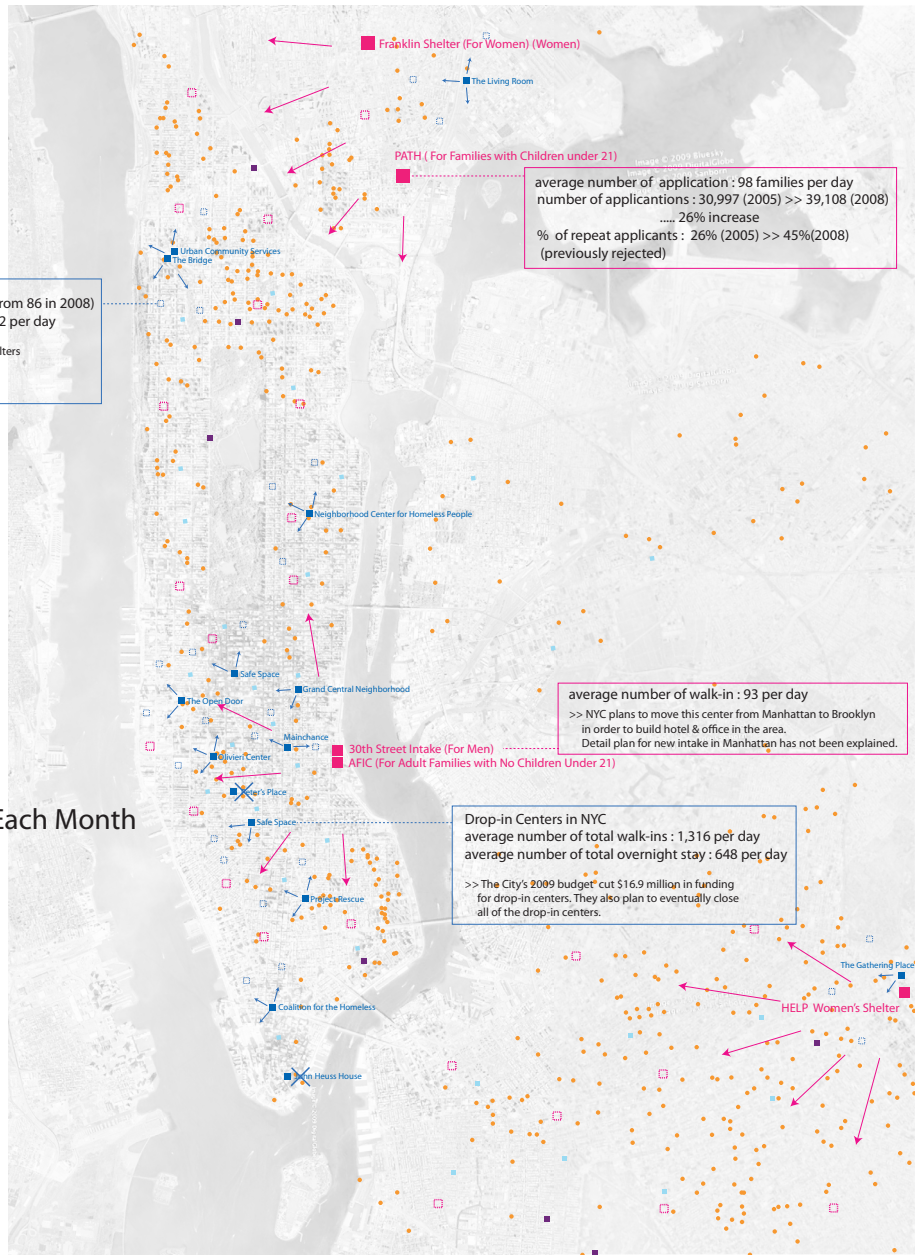 Franklin Shelter (For Women) (Women)
The Living Room
PATH ( For Families with Children under 21)
Image © 2009 Bluesky
average number of  application : 98 families per day
number of applicantions : 30,997 (2005) >> 39,108 (2008)
..... 26% increase
%  of repeat applicants :  26% (2005) >> 45%(2008)
(previously rejected)
Urban Community Services
The Bridge
rom 86 in 2008)
2 per day
lters
Neighborhood Center for Homeless People
Safe Space
Grand Central Neighborhood
The Open Door
Mainchance
Olivieri Center
30th Street Intake (For Men)
AFIC (For Adult Families with No Children Under 21)
average number of walk-in : 93 per day
>> NYC plans to move this center from Manhattan to Brooklyn
in order to build hotel & office in the area.
Detail plan for new intake in Manhattan has not been explained.
Peter's Place
Each Month
Safe Space
Drop-in Centers in NYC
average number of total walk-ins : 1,316 per day
average number of total overnight stay : 648 per day
>> The City's 2009 budget cut $16.9 million in funding
for drop-in centers. They also plan to eventually close
all of the drop-in centers.
Project Rescue
The Gathering Place
HELP  Women's Shelter
Coalition for the Homeless
John Heuss House